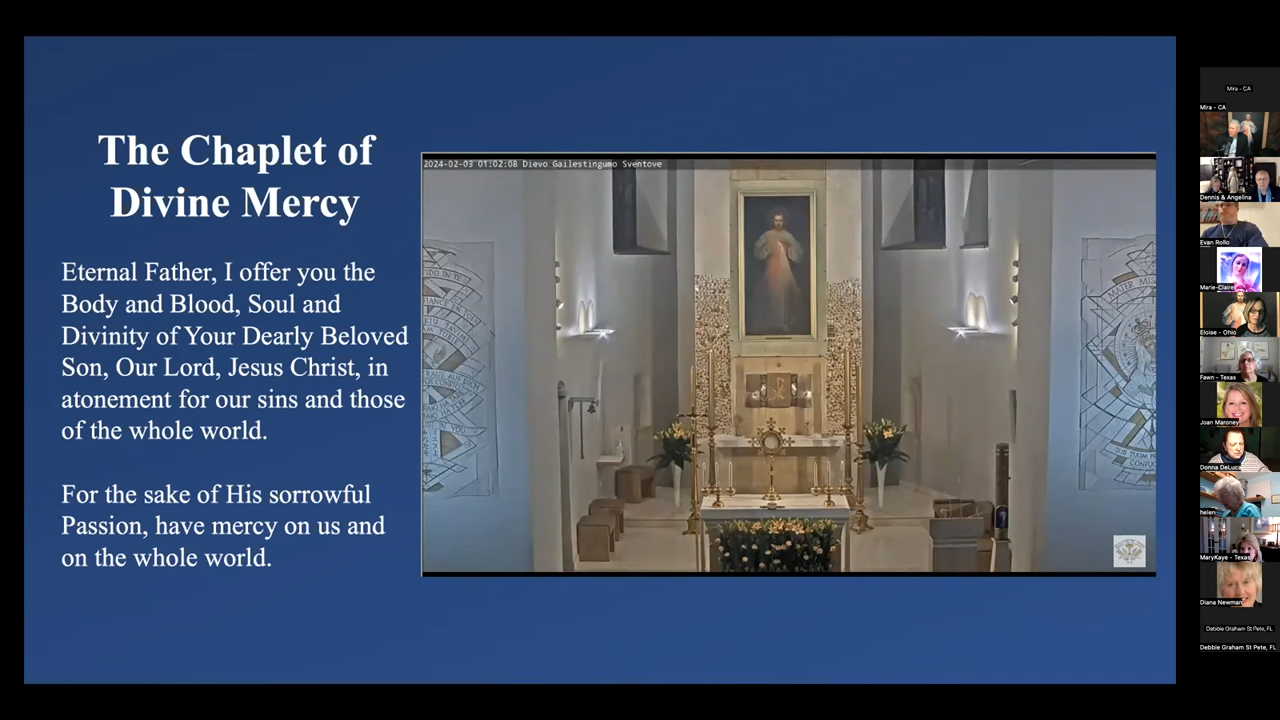 The Chaplet of
Divine Mercy
Eternal Father, I offer you the
Body and Blood, Soul and
Divinity of Your Dearly Beloved
Son, Our Lord, Jesus Christ, in
atonement for our sins and those
of the whole world.
For the sake of His sorrowful
Passion, have mercy on us and
on the whole world.
2024-02-03 01:02:08 Dievo Gailestingumo Sventove
Mira - CA
Mira - CA
Dennis & Angelina
Evan Rollo
Marie-Claire
Eloise - Ohio
Fawn - Texas
Joan Maroney
Donna DeLuca
helen
MaryKaye - Texas
Diana Newman
Debbie Graham St Pete, FL
Debbie Graham St Pete, FL